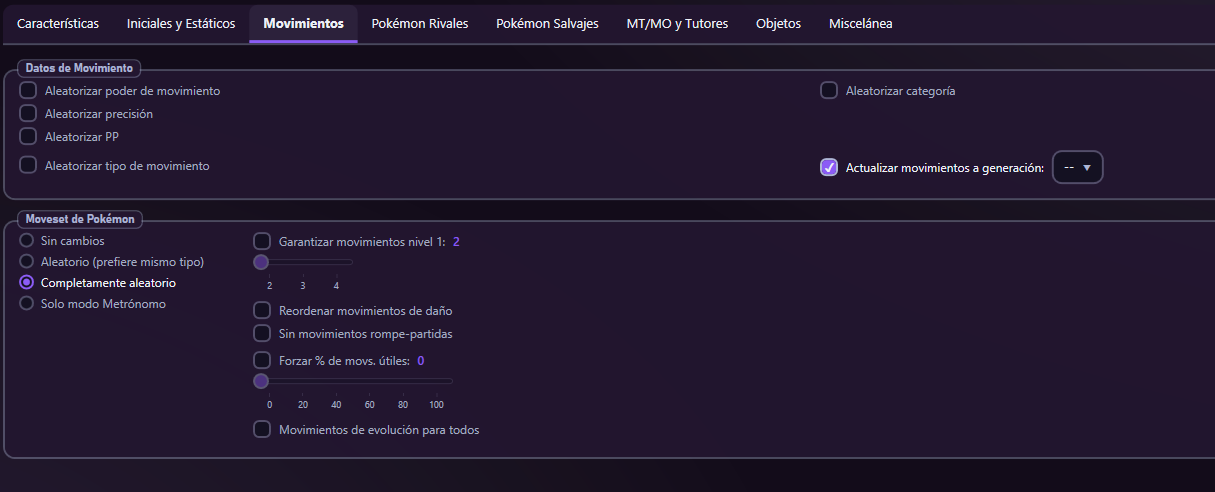 Características Iniciales y Estáticos Movimientos Pokémon Rivales Pokémon Salvajes MT/MO y Tutores Objetos Miscelánea
Datos de Movimiento
Aleatorizar poder de movimiento Aleatorizar categoría
Aleatorizar precisión
Aleatorizar PP
Aleatorizar tipo de movimiento Actualizar movimientos a generación: --
Moveset de Pokémon
Sin cambios Garantizar movimientos nivel 1: 2
Aleatorio (prefiere mismo tipo)
Completamente aleatorio 2 3 4
Solo modo Metrónomo Reordenar movimientos de daño
Sin movimientos rompe-partidas
Forzar % de movs. útiles: 0
0 20 40 60 80 100
Movimientos de evolución para todos